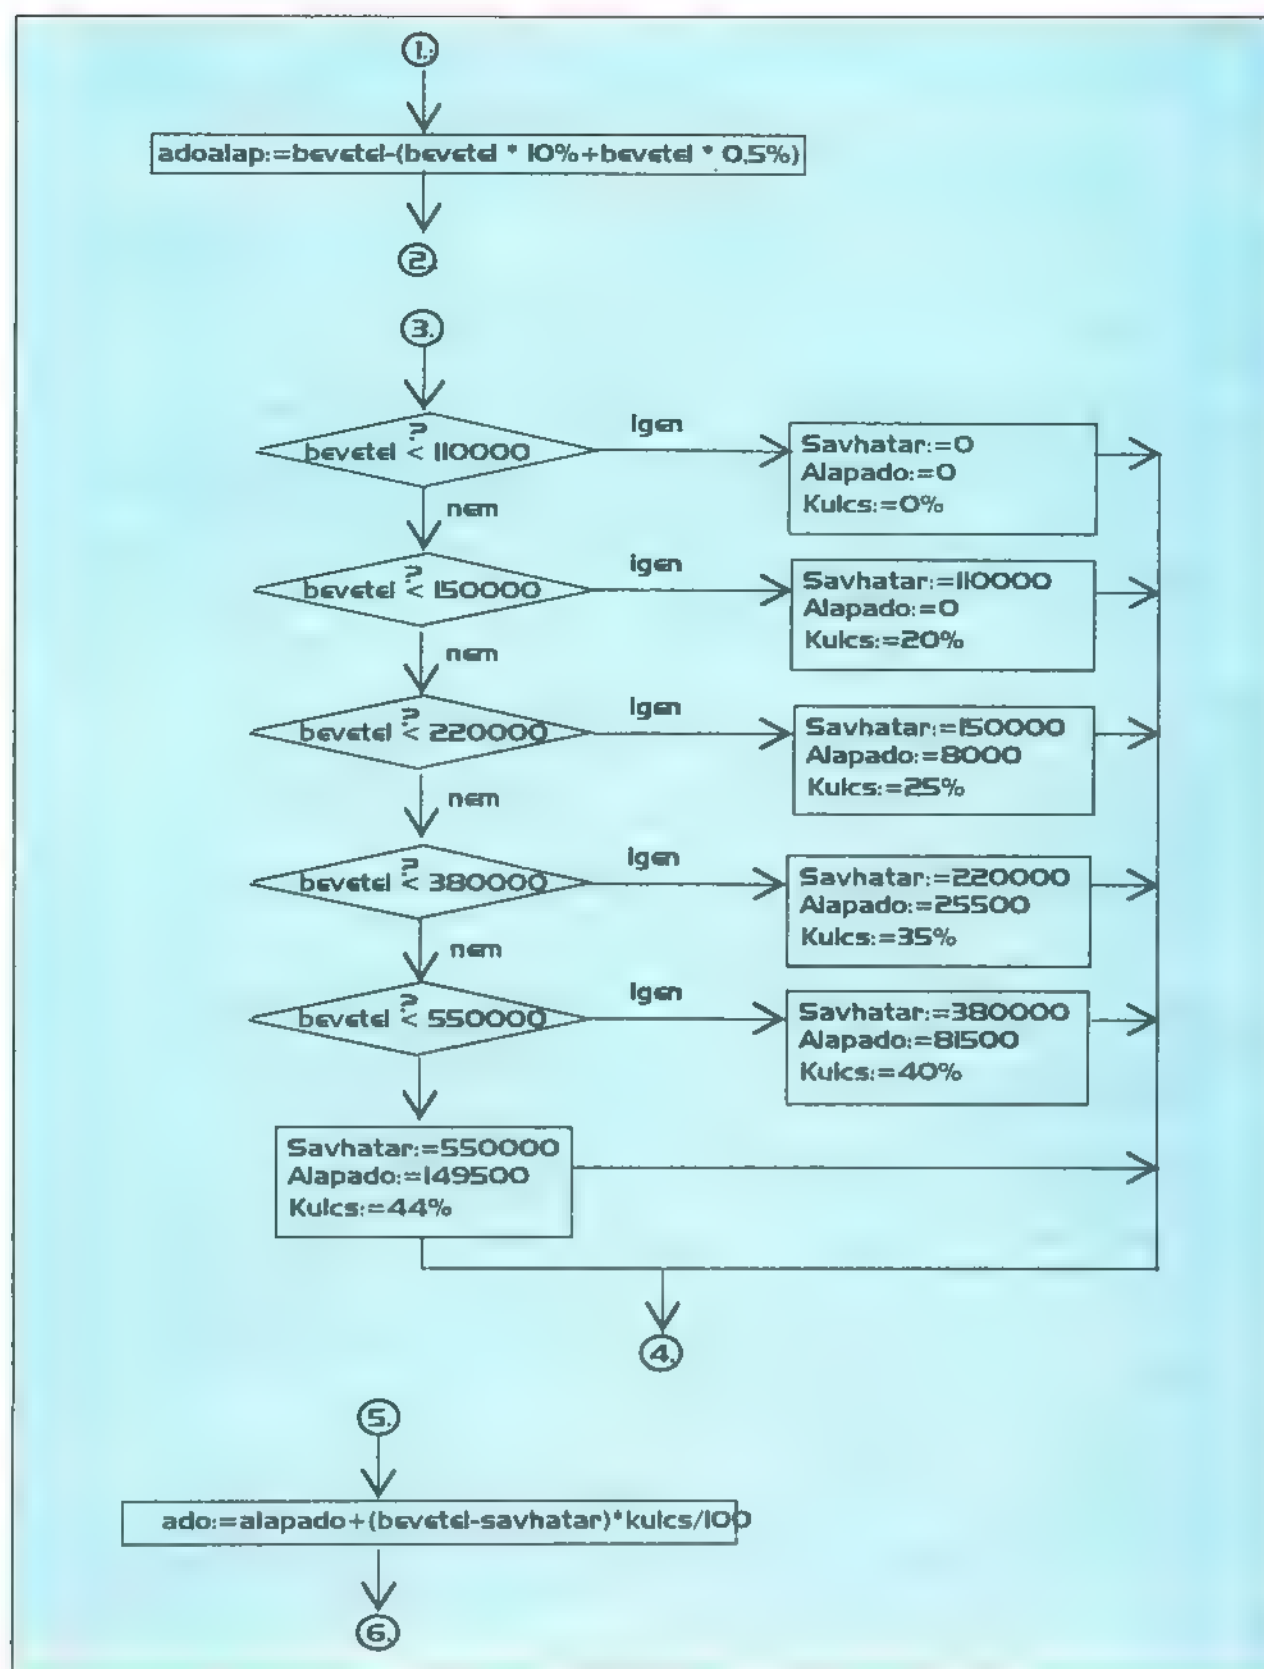 1.
adoalap:=bevetel-(bevetel * 10%+bevetel * 0,5%)
2.
3.
n.
bevetel < 110000
igen
Savhatar:=0
Alapado:=0
Kulcs:=0%
nem
n.
bevetel < 150000
igen
Savhatar:=110000
Alapado:=0
Kulcs:=20%
nem
n.
bevetel < 220000
igen
Savhatar:=150000
Alapado:=8000
Kulcs:=25%
nem
n.
bevetel < 380000
igen
Savhatar:=220000
Alapado:=25500
Kulcs:=35%
nem
n.
bevetel < 550000
igen
Savhatar:=380000
Alapado:=81500
Kulcs:=40%
Savhatar:=550000
Alapado:=149500
Kulcs:=44%
4.
5.
ado:=alapado+(bevetel-savhatar)*kulcs/100
6.